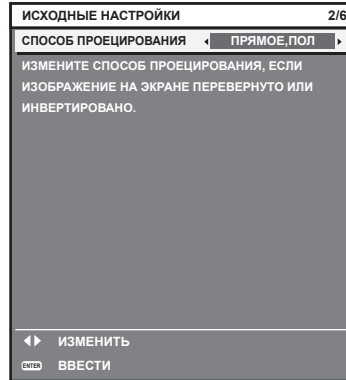 ИСХОДНЫЕ НАСТРОЙКИ 2/6
СПОСОБ ПРОЕЦИРОВАНИЯ ПРЯМОЕ,ПОЛ
ИЗМЕНИТЕ СПОСОБ ПРОЕЦИРОВАНИЯ, ЕСЛИ
ИЗОБРАЖЕНИЕ НА ЭКРАНЕ ПЕРЕВЕРНУТО ИЛИ
ИНВЕРТИРОВАНО.
ИЗМЕНИТЬ
ENTER ВВЕСТИ